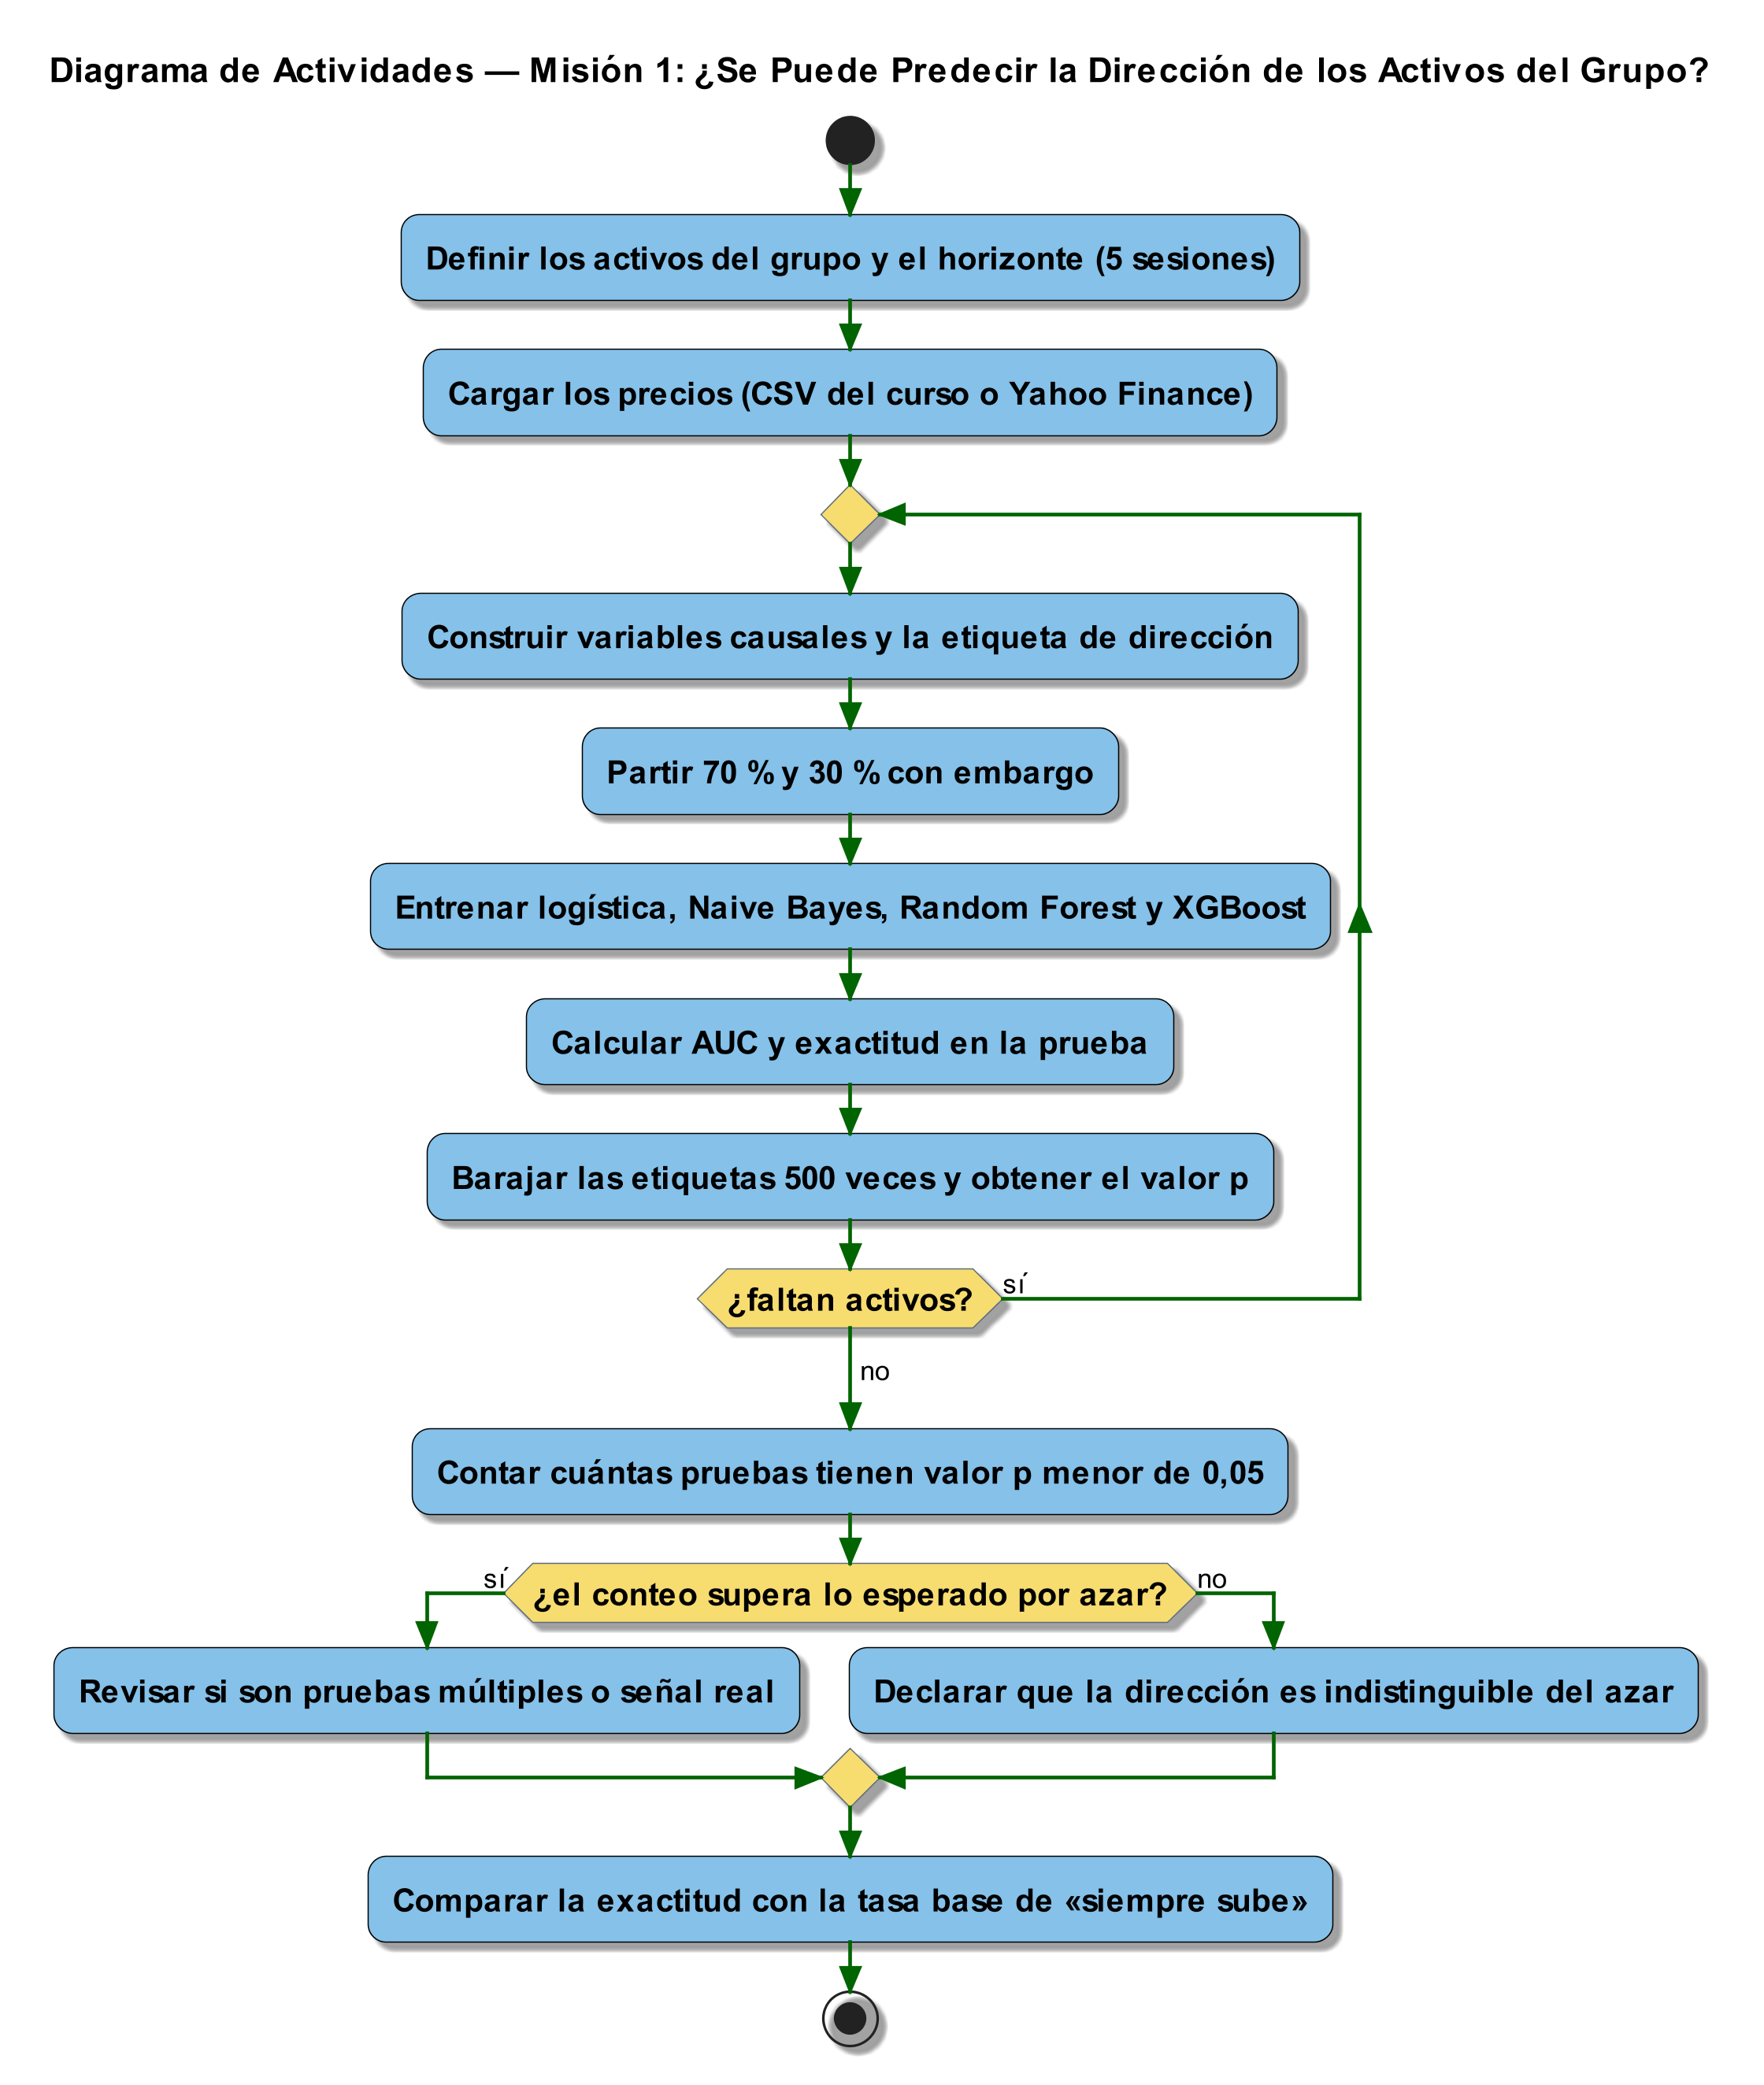 Diagrama de Actividades — Misión 1: ¿Se Puede Predecir la Dirección de los Activos del Grupo?
Definir los activos del grupo y el horizonte (5 sesiones)
Cargar los precios (CSV del curso o Yahoo Finance)
Construir variables causales y la etiqueta de dirección
Partir 70 % y 30 % con embargo
Entrenar logística, Naive Bayes, Random Forest y XGBoost
Calcular AUC y exactitud en la prueba
Barajar las etiquetas 500 veces y obtener el valor p
¿faltan activos?
sí
no
Contar cuántas pruebas tienen valor p menor de 0,05
sí
¿el conteo supera lo esperado por azar?
no
Revisar si son pruebas múltiples o señal real
Declarar que la dirección es indistinguible del azar
Comparar la exactitud con la tasa base de «siempre sube»